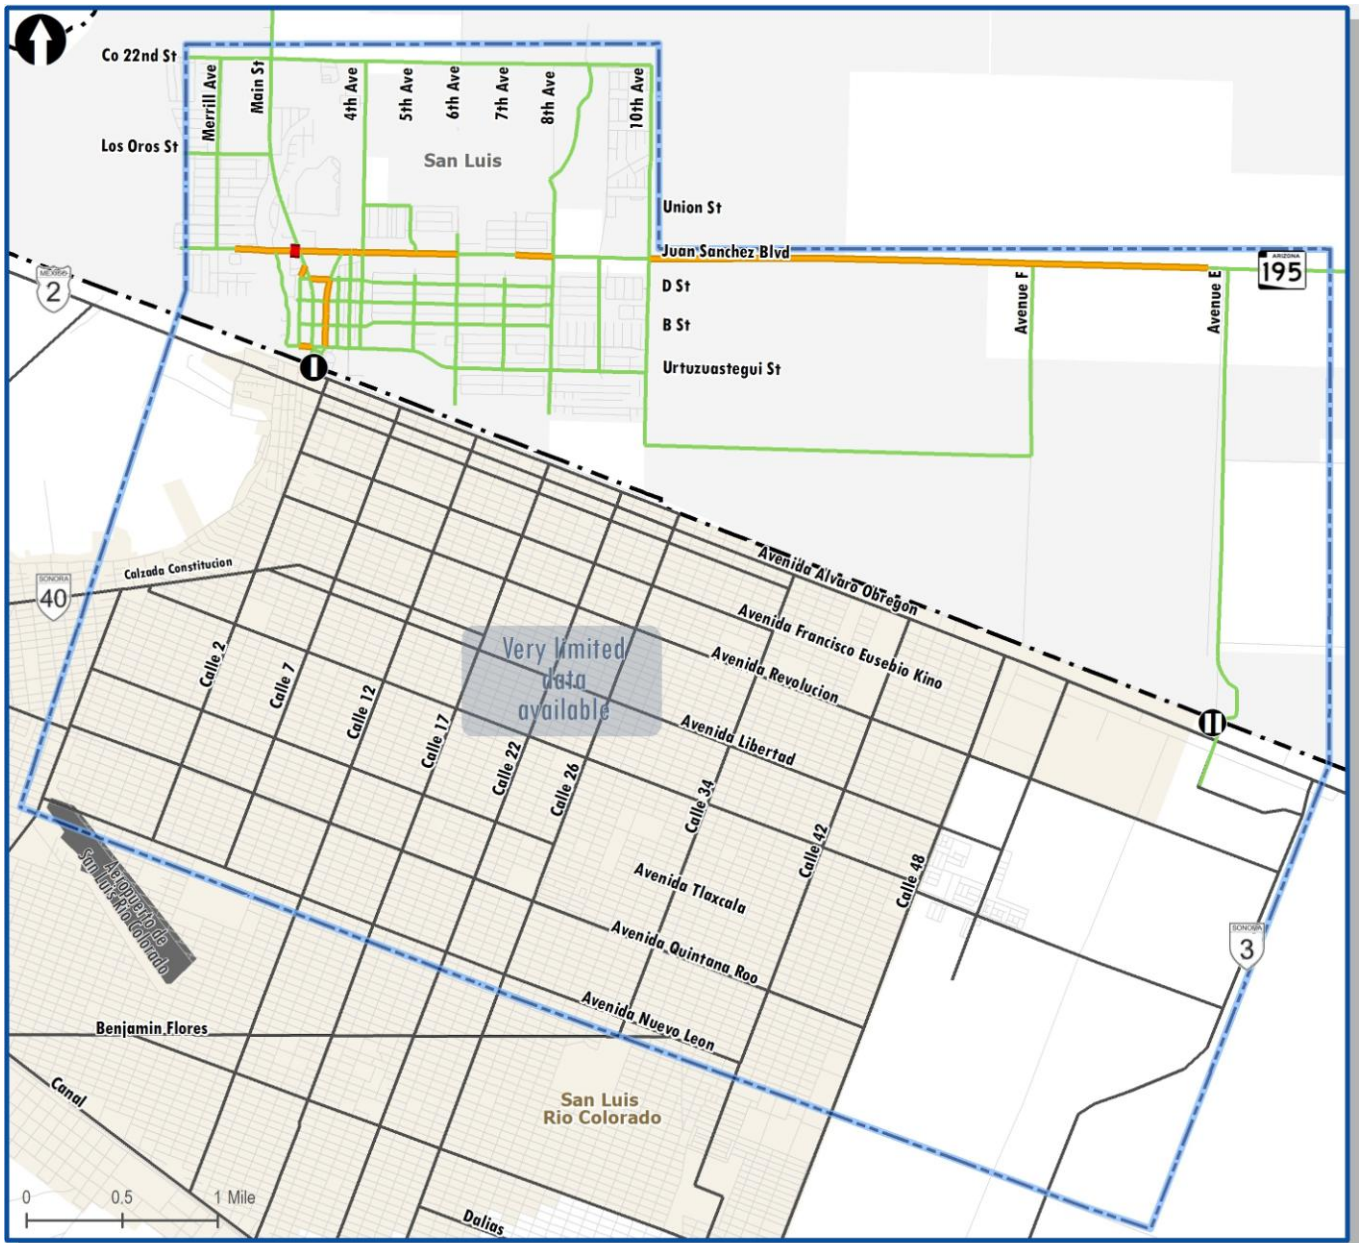 Co 22nd St
Merrill Ave
Main St
4th Ave
5th Ave
6th Ave
7th Ave
8th Ave
10th Ave
Los Oros St
San Luis
Union St
Juan Sanchez Blvd
ARIZONA
195
MEXICO
2
D St
Avenue F
Avenue E
B St
I
Urtuzuastegui St
Avenida Alvaro Obregon
Calzada Constitucion
SONORA
40
Avenida Francisco Eusebio Kino
Very limited
data
available
Avenida Revolucion
Calle 2
Calle 7
Calle 12
Calle 17
Calle 22
Calle 26
Avenida Libertad
II
Calle 34
Calle 42
Calle 48
Aeropuerto de
San Luis Rio Colorado
Avenida Tlaxcala
Avenida Quintana Roo
SONORA
3
Avenida Nuevo Leon
Benjamin Flores
Canal
San Luis
Rio Colorado
0 0.5 1 Mile
Dalias